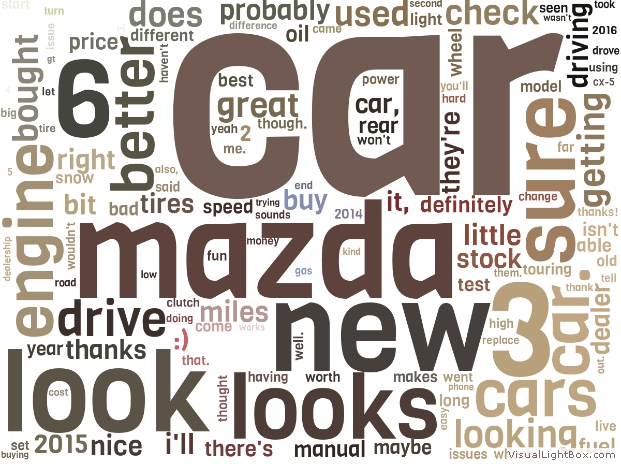 start
turn
does
probably
used
second
light
check
seen
wasn't
driving
took
2016
drove
using
cx-5
different
difference
oil
came
price
issue
gt
bought
let
6
better
2.
haven't
car
best
great
yeah
2
though.
me.
power
car,
rear
won't
wheel
you'll
hard
they're
model
sure
far
getting
big
tire
engine
right
snow
bit
bad
also,
said
tires
speed
trying
sounds
end
buy
2014
it,
definitely
change
thanks!
isn't
able
old
tell
5
dealership
wouldn't
road
mazda
low
fun
money
gas
kind
little
stock
them.
test
touring
car.
thank
dealer
out.
drive
clutch
doing
miles
come
works
:)
that.
new
well.
3
high
replace
year
thanks
look
cost
thought
having
worth
looks
makes
went
phone
long
easy
cars
looking
live
fuel
set
buying
2015
nice
i'll
there's
manual
maybe
issues
VisualLightBox.com